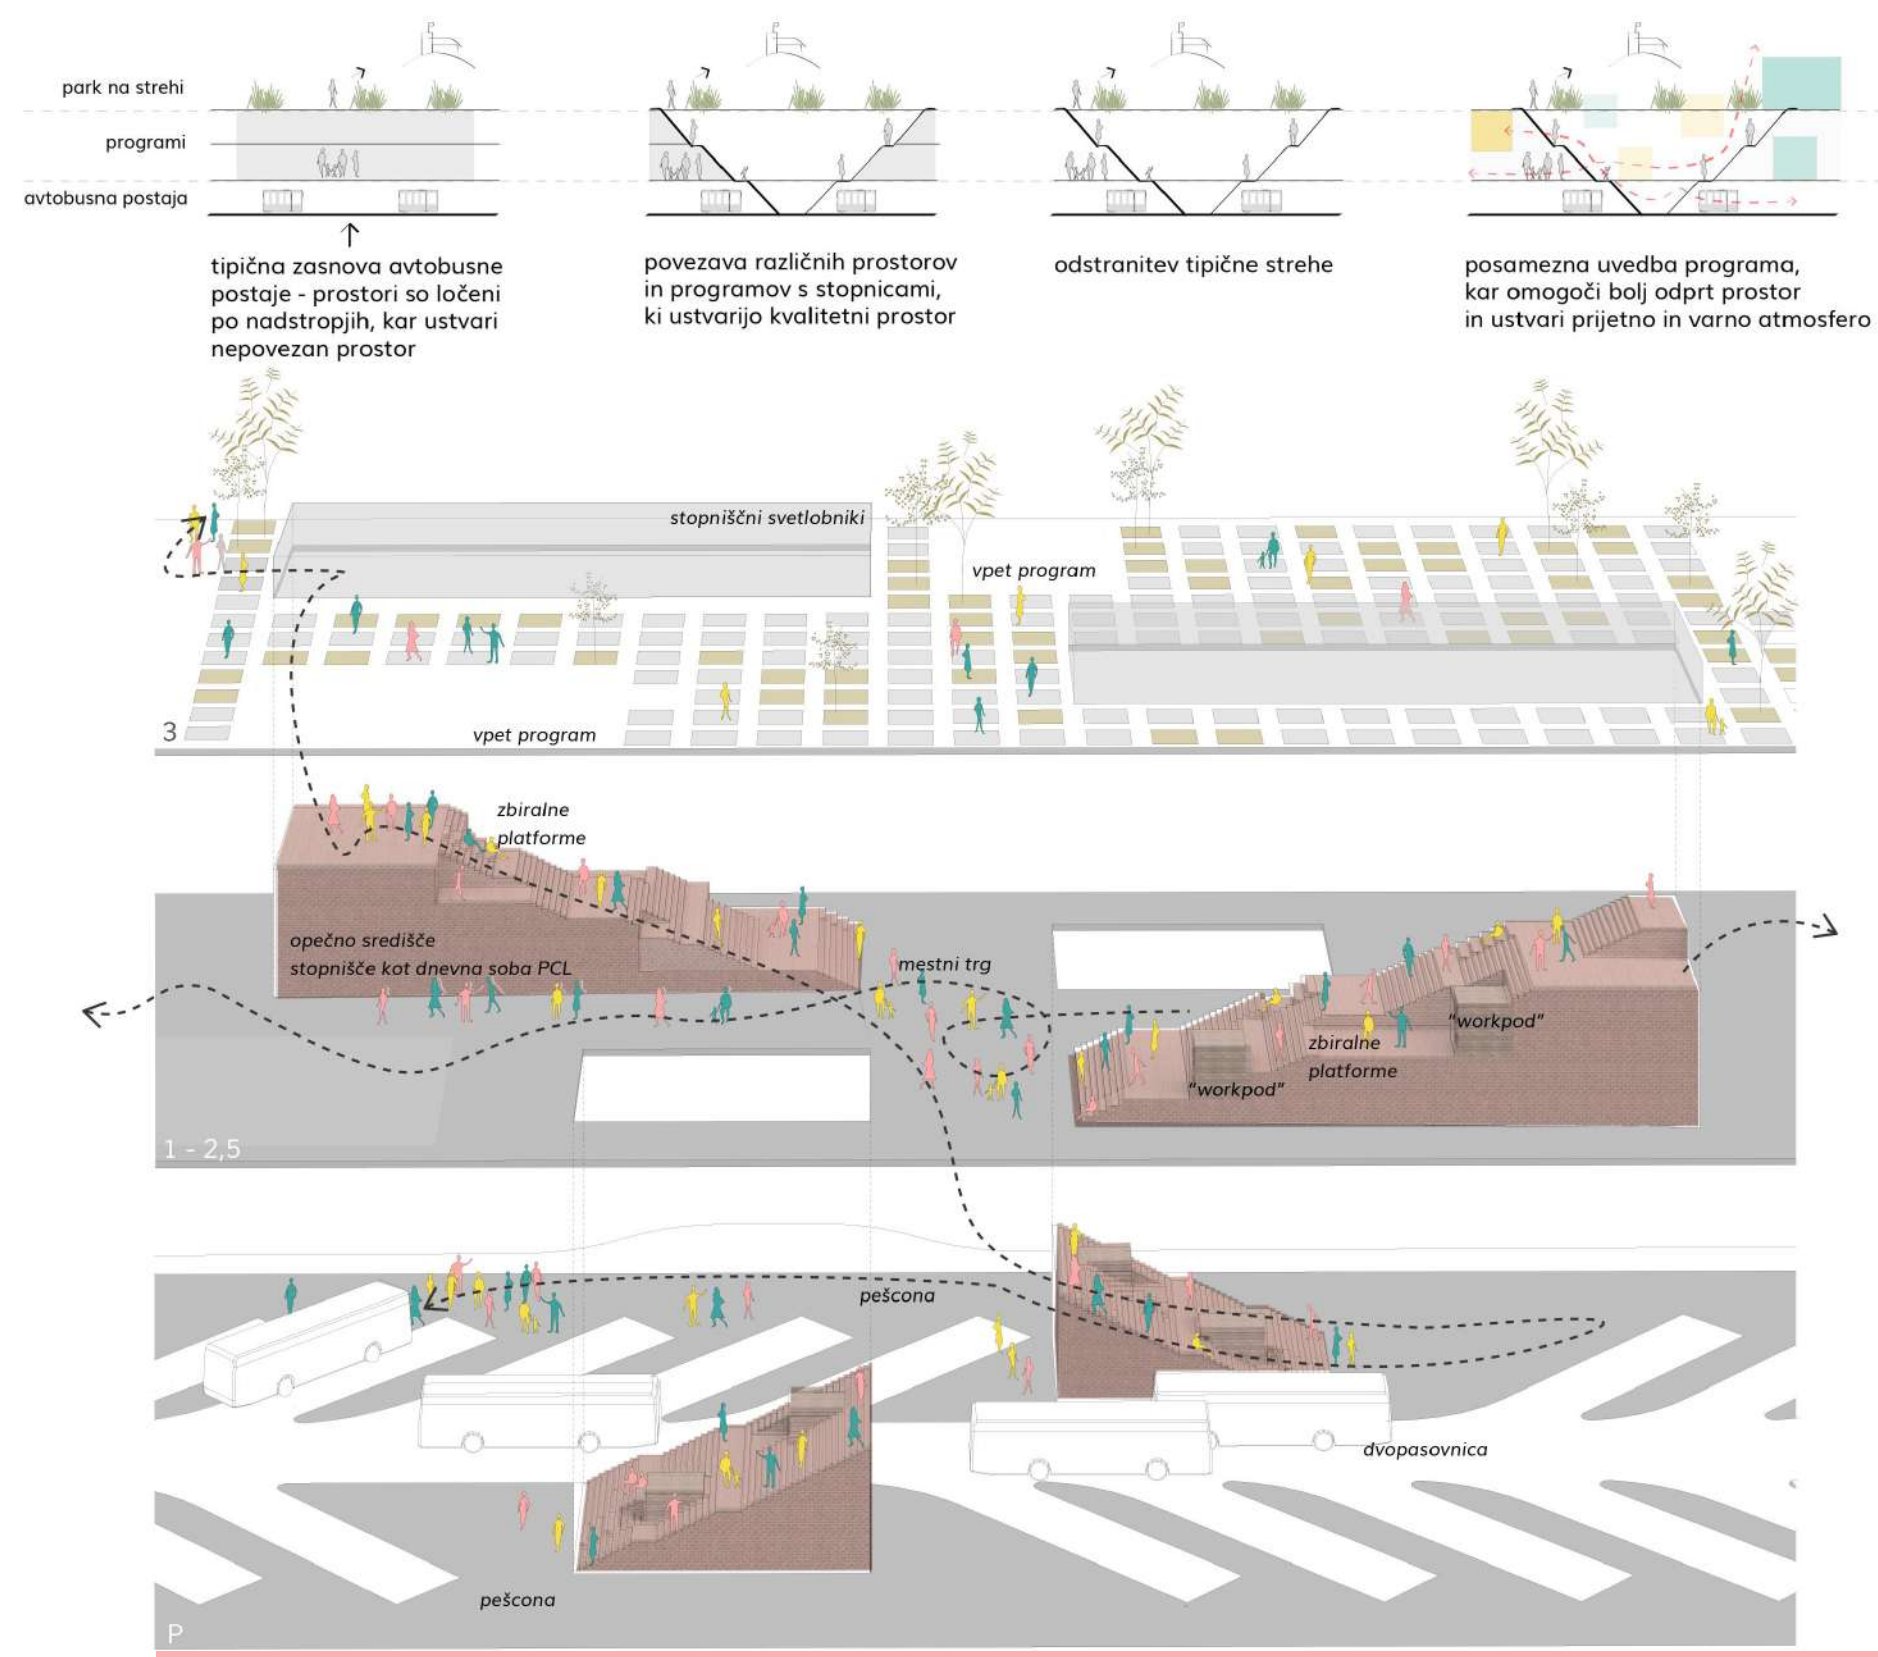 park na strehi
programi
avtobusna postaja
tipična zasnova avtobusne
postaje - prostori so ločeni
po nadstropjih, kar ustvari
nepovezan prostor
povezava različnih prostorov
in programov s stopnicami,
ki ustvarijo kvalitetni prostor
odstranitev tipične strehe
posamezna uvedba programa,
kar omogoči bolj odprt prostor
in ustvari prijetno in varno atmosfero
stopniščni svetlobniki
vpet program
3
vpet program
zbiralne
platforme
opečno središče
stopnišče kot dnevna soba PCL
mestni trg
"workpod"
zbiralne
platforme
"workpod"
1 - 2,5
pešcona
dvopasovnica
pešcona
P